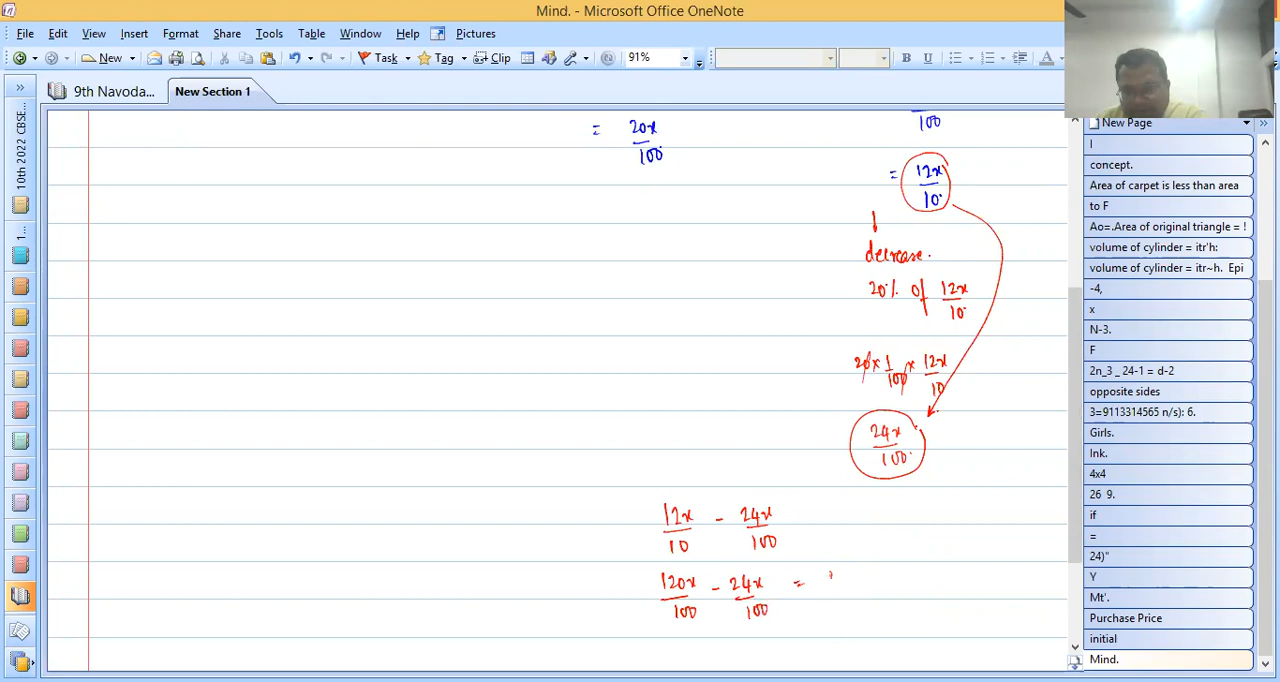 Mind. - Microsoft Office OneNote
File Edit View Insert Format Share Tools Table Window Help Pictures
New Task Tag Clip 91% B U A
9th Navoda... New Section 1
10th 2022 CBSE
1...
New Page
I
concept.
Area of carpet is less than area
to F
Ao=.Area of original triangle = !
volume of cylinder = itr'h:
volume of cylinder = itr~h. Epi
-4,
x
N-3.
F
2n_3 _ 24-1 = d-2
opposite sides
3=9113314565 n/s): 6.
Girls.
Ink.
4x4
26 9.
if
=
24)"
Y
Mt'.
Purchase Price
initial
Mind.
= 20x/100
100
= 12x/10
decrease.
20% of 12x/10
20 x 1/100 x 12x/10
24x/100
12x/10 - 24x/100
120x/100 - 24x/100 =